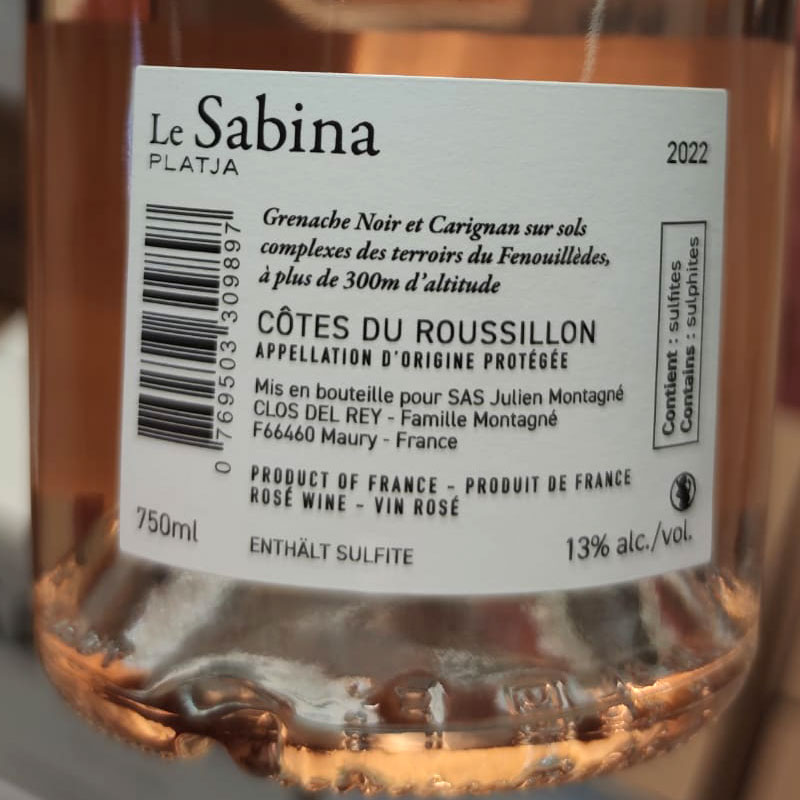 Le Sabina
PLATJA
2022
Grenache Noir et Carignan sur sols
complexes des terroirs du Fenouillèdes,
à plus de 300m d'altitude
CÔTES DU ROUSSILLON
APPELLATION D'ORIGINE PROTÉGÉE
Mis en bouteille pour SAS Julien Montagné
CLOS DEL REY - Famille Montagné
F66460 Maury - France
PRODUCT OF FRANCE - PRODUIT DE FRANCE
ROSÉ WINE - VIN ROSÉ
0 769503 309897
Contient : sulfites
Contains : sulphites
750ml
ENTHÄLT SULFITE
13% alc./vol.